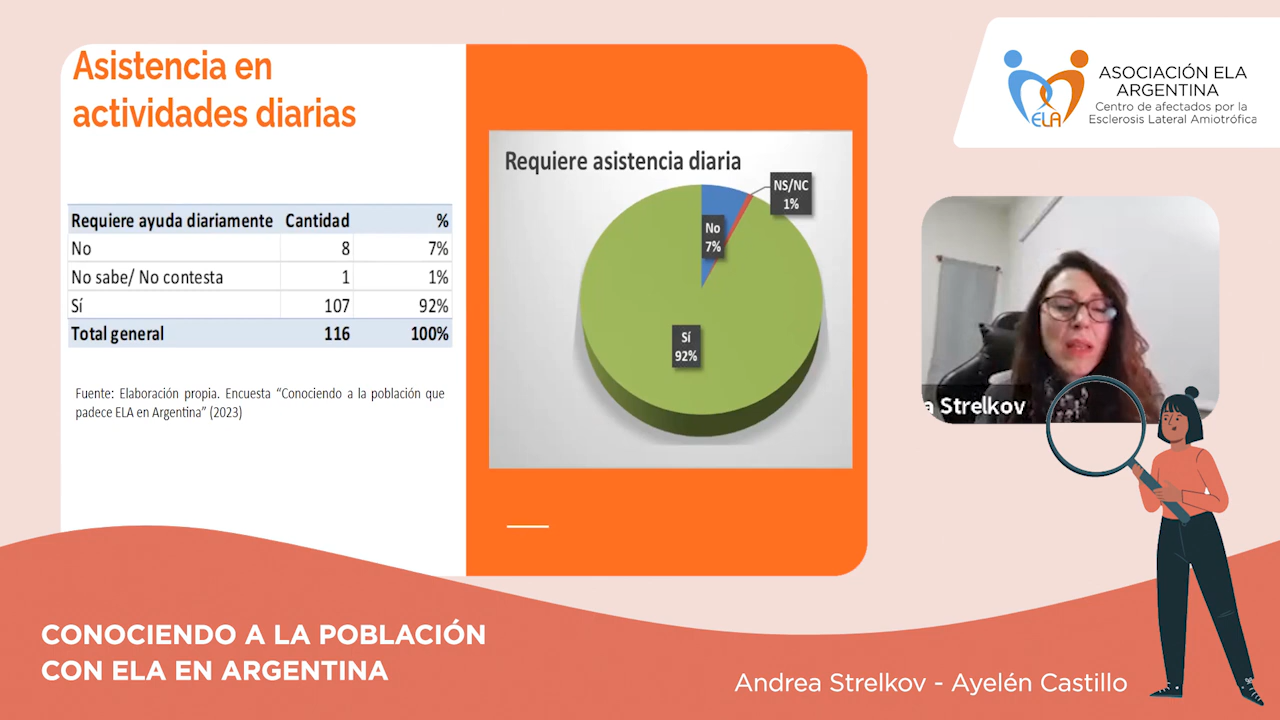 Asistencia en
actividades diarias
Requiere ayuda diariamente Cantidad %
No 8 7%
No sabe/ No contesta 1 1%
Sí 107 92%
Total general 116 100%
Fuente: Elaboración propia. Encuesta “Conociendo a la población que
padece ELA en Argentina” (2023)
Requiere asistencia diaria
NS/NC
1%
No
7%
Sí
92%
ELA
ASOCIACIÓN ELA
ARGENTINA
Centro de afectados por la
Esclerosis Lateral Amiotrófica
a Strelkov
CONOCIENDO A LA POBLACIÓN
CON ELA EN ARGENTINA
Andrea Strelkov - Ayelén Castillo